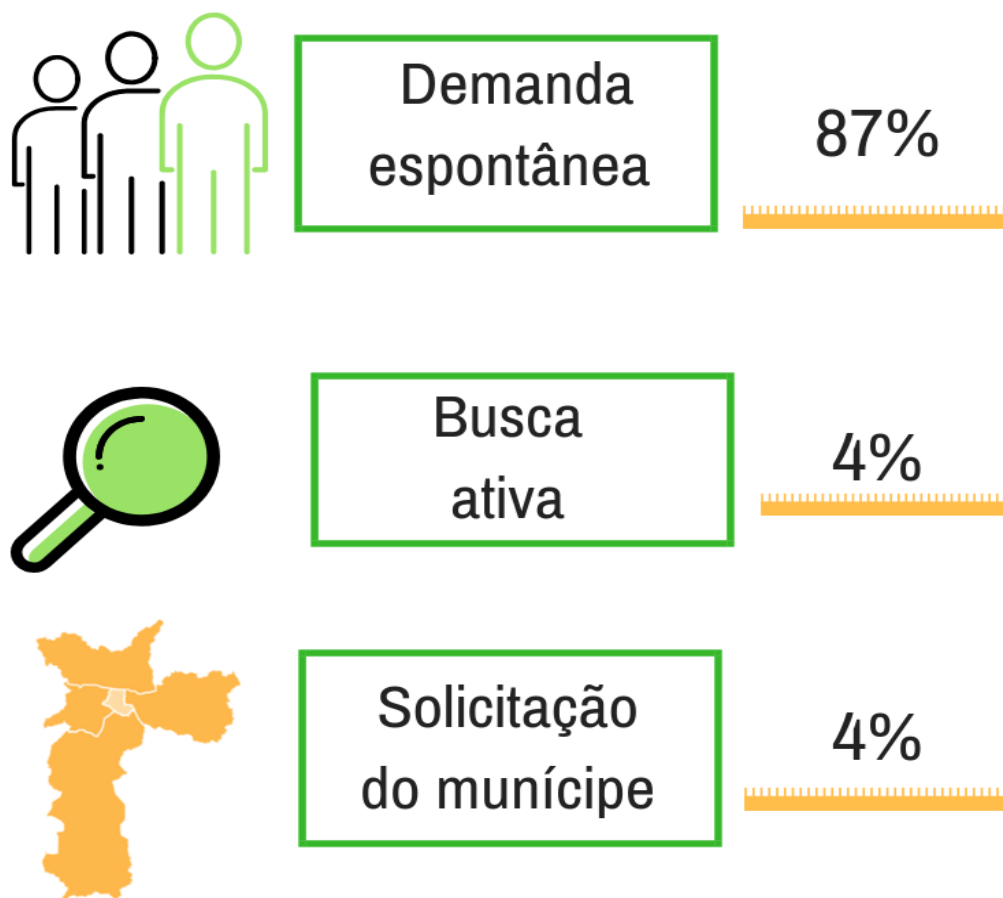 Demanda
espontânea
87%
Busca
ativa
4%
Solicitação
do munícipe
4%